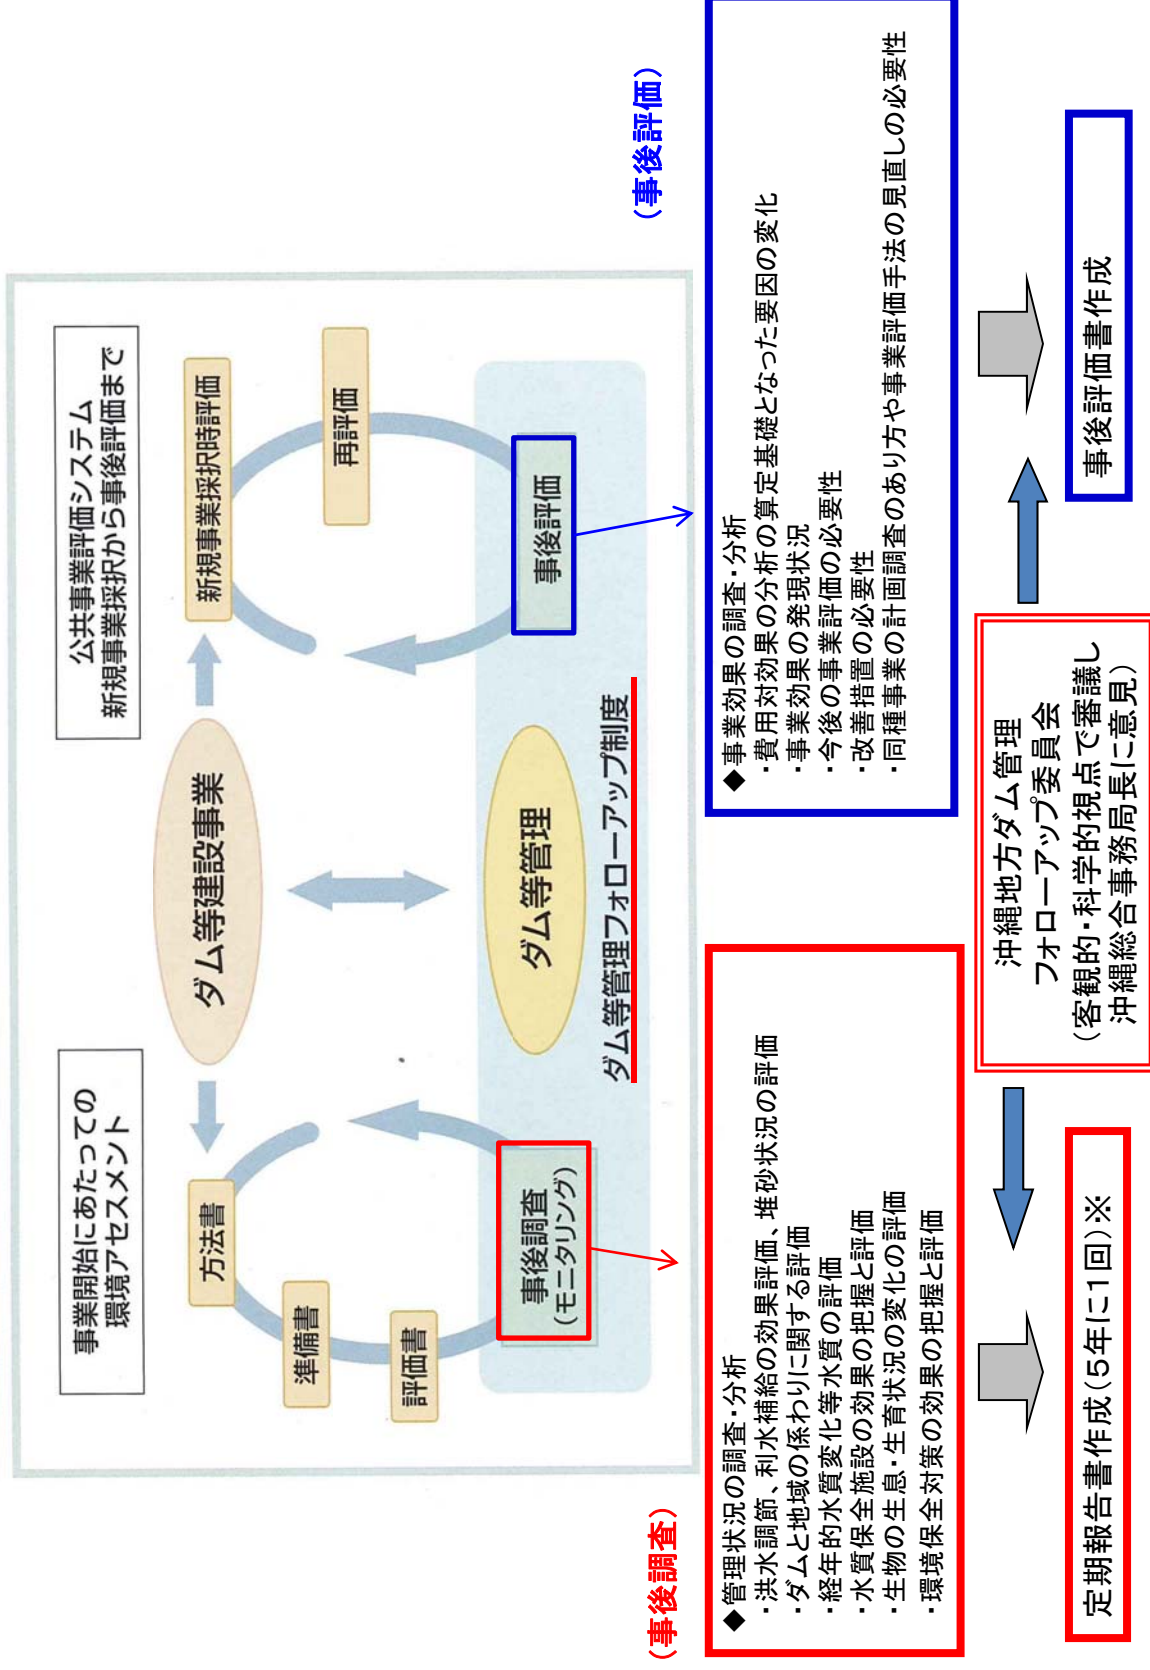 事業開始にあたっての
環境アセスメント
公共事業評価システム
新規事業採択から事後評価まで
ダム等建設事業
方法書
新規事業採択時評価
準備書
再評価
評価書
事後調査
(モニタリング)
ダム等管理
事後評価
ダム等管理フォローアップ制度
(事後調査)
(事後評価)
◆管理状況の調査・分析
・洪水調節、利水補給の効果評価、堆砂状況の評価
・ダムと地域の係わりに関する評価
・経年的水質変化等水質の評価
・水質保全施設の効果の把握と評価
・生物の生息・生育状況の変化の評価
・環境保全対策の効果の把握と評価
◆事業効果の調査・分析
・費用対効果の分析の算定基礎となった要因の変化
・事業効果の発現状況
・今後の事業評価の必要性
・改善措置の必要性
・同種事業の計画調査のあり方や事業評価手法の見直しの必要性
沖縄地方ダム管理
フォローアップ委員会
(客観的・科学的視点で審議し
沖縄総合事務局長に意見)
定期報告書作成(5年に1回)※
事後評価書作成